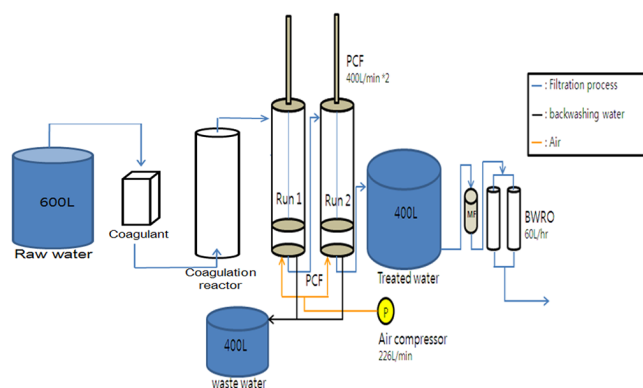 PCF
400L/min *2
: Filtration process
: backwashing water
: Air
600L
Raw water
Coagulant
Coagulation
reactor
Run 1
Run 2
PCF
400L
Treated water
MF
BWRO
60L/hr
P
Air compressor
226L/min
400L
waste water